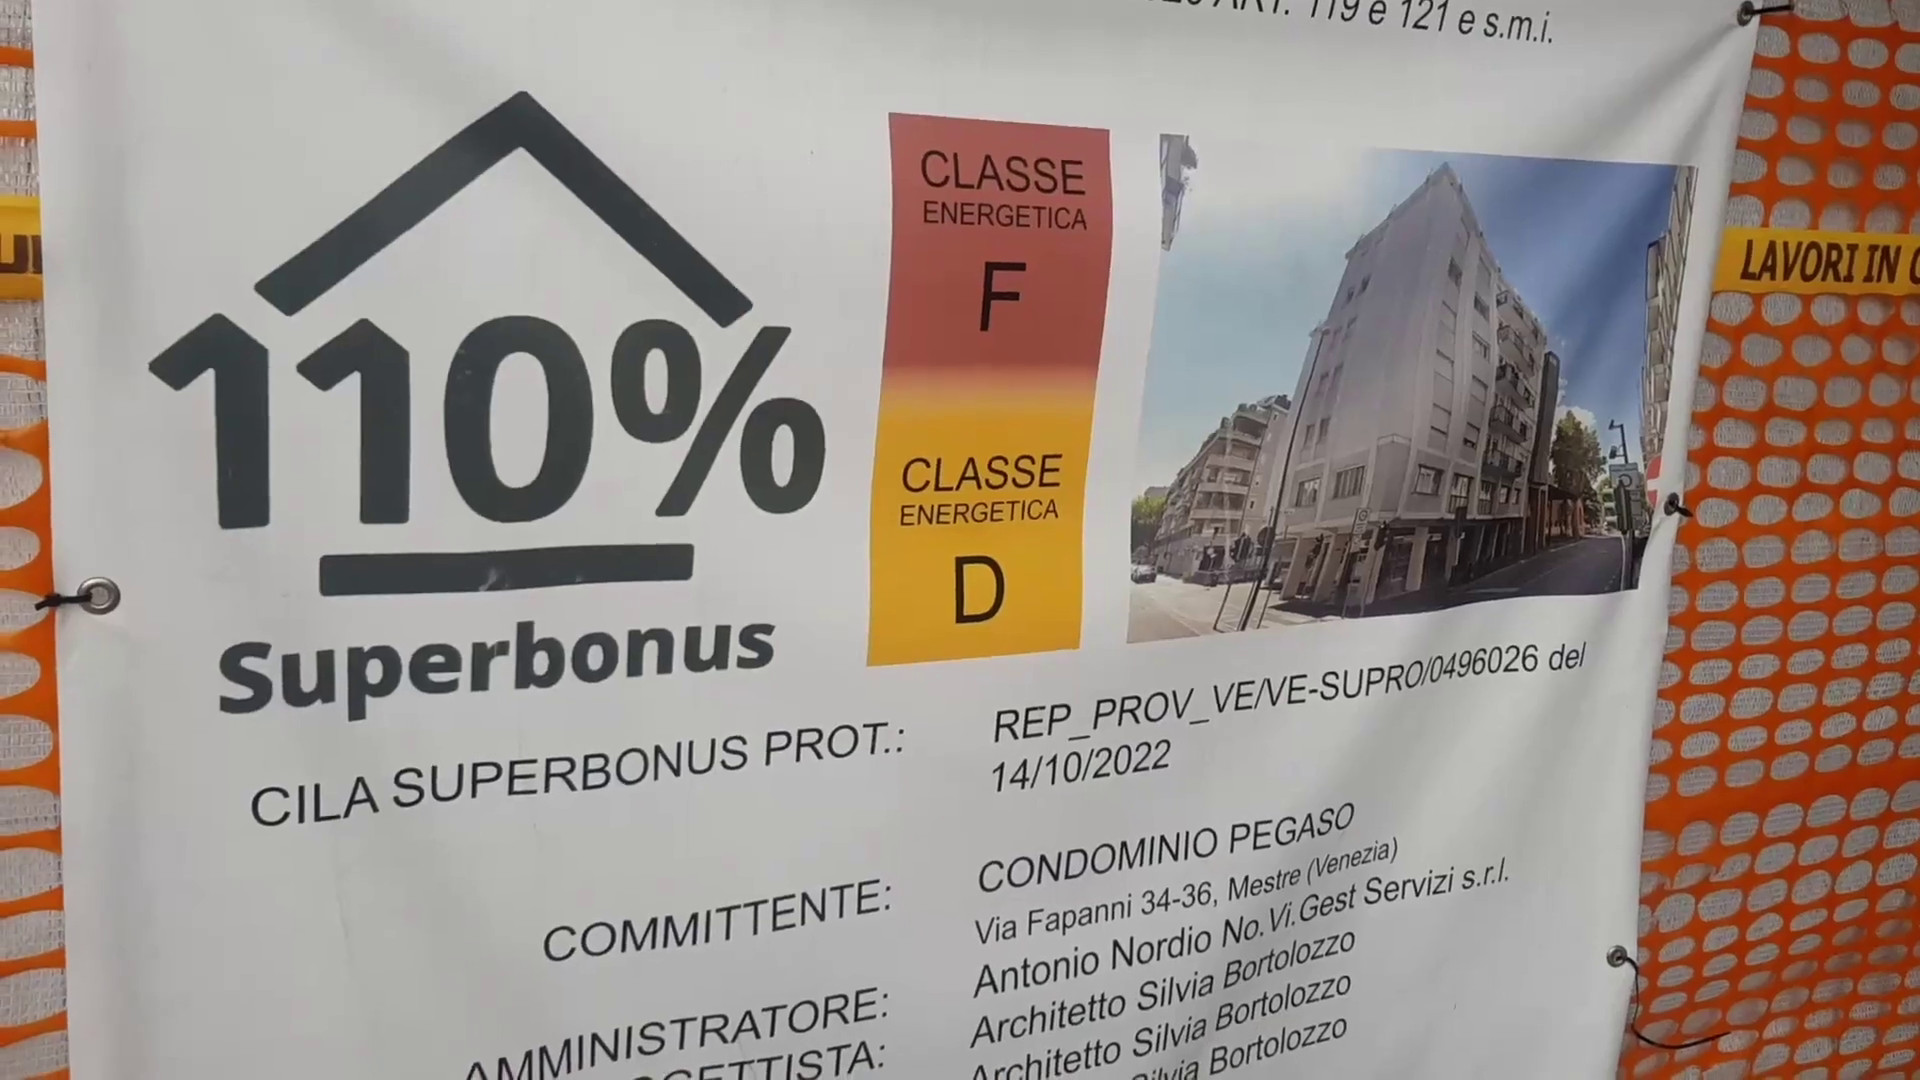 ART. 119 e 121 e s.m.i.
110%
Superbonus
CLASSE
ENERGETICA
F
CLASSE
ENERGETICA
D
LAVORI IN
CILA SUPERBONUS PROT.:
REP_PROV_VE/VE-SUPRO/0496026 del
14/10/2022
COMMITTENTE:
CONDOMINIO PEGASO
Via Fapanni 34-36, Mestre (Venezia)
AMMINISTRATORE:
Antonio Nordio No.Vi.Gest Servizi s.r.l.
Architetto Silvia Bortolozzo
Architetto Silvia Bortolozzo
Silvia Bortolozzo